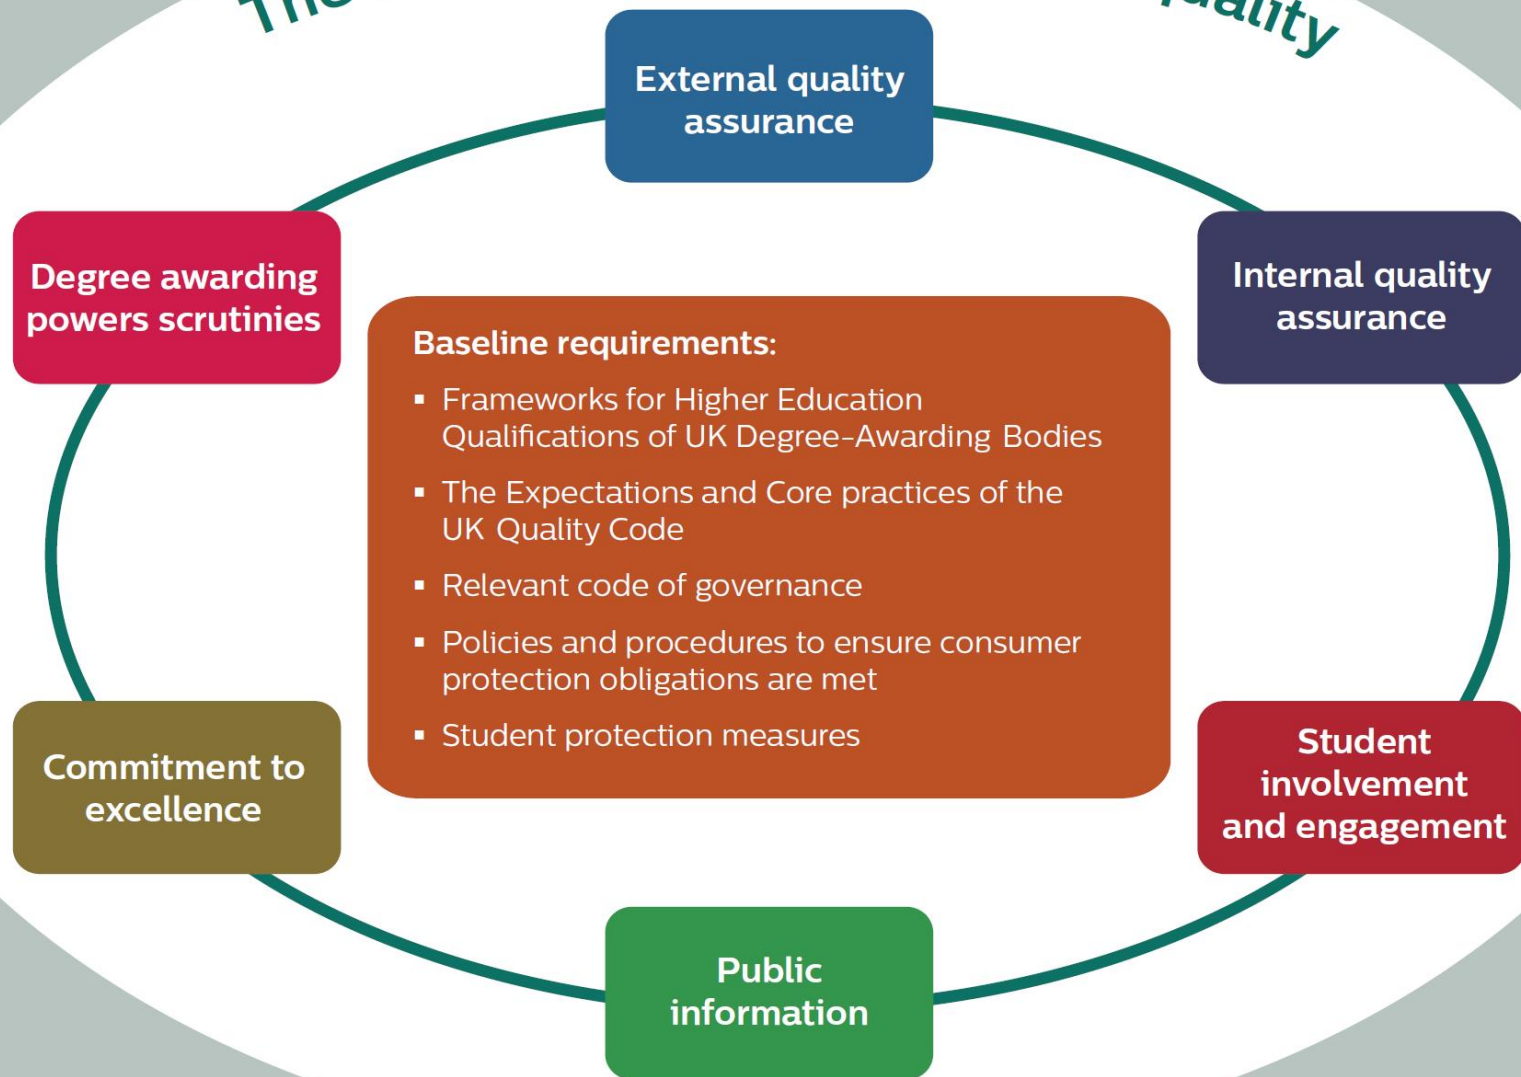 The
quality
External quality
assurance
Degree awarding
powers scrutinies
Internal quality
assurance
Baseline requirements:
▪ Frameworks for Higher Education
Qualifications of UK Degree-Awarding Bodies
▪ The Expectations and Core practices of the
UK Quality Code
▪ Relevant code of governance
▪ Policies and procedures to ensure consumer
protection obligations are met
▪ Student protection measures
Commitment to
excellence
Student
involvement
and engagement
Public
information